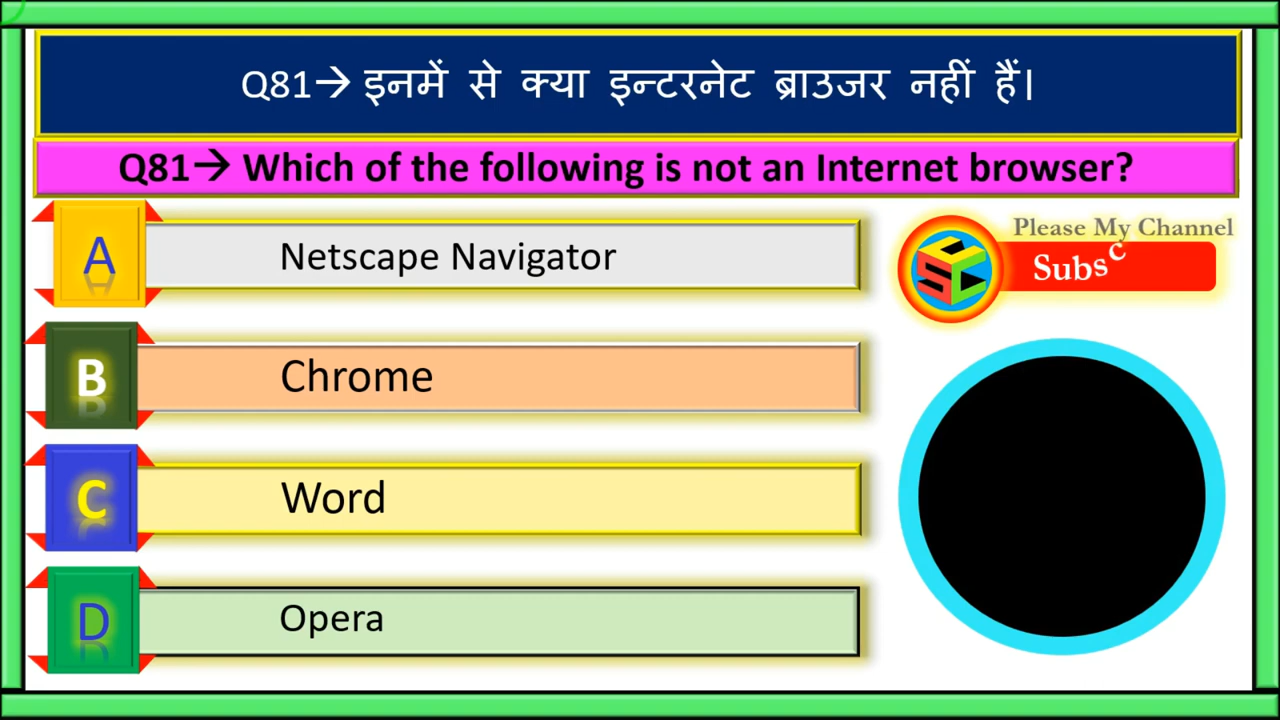 Q81→ इनमें से क्या इन्टरनेट ब्राउजर नहीं हैं।
Q81→ Which of the following is not an Internet browser?
A Netscape Navigator
Please My Channel
Subsc
B Chrome
C Word
D Opera